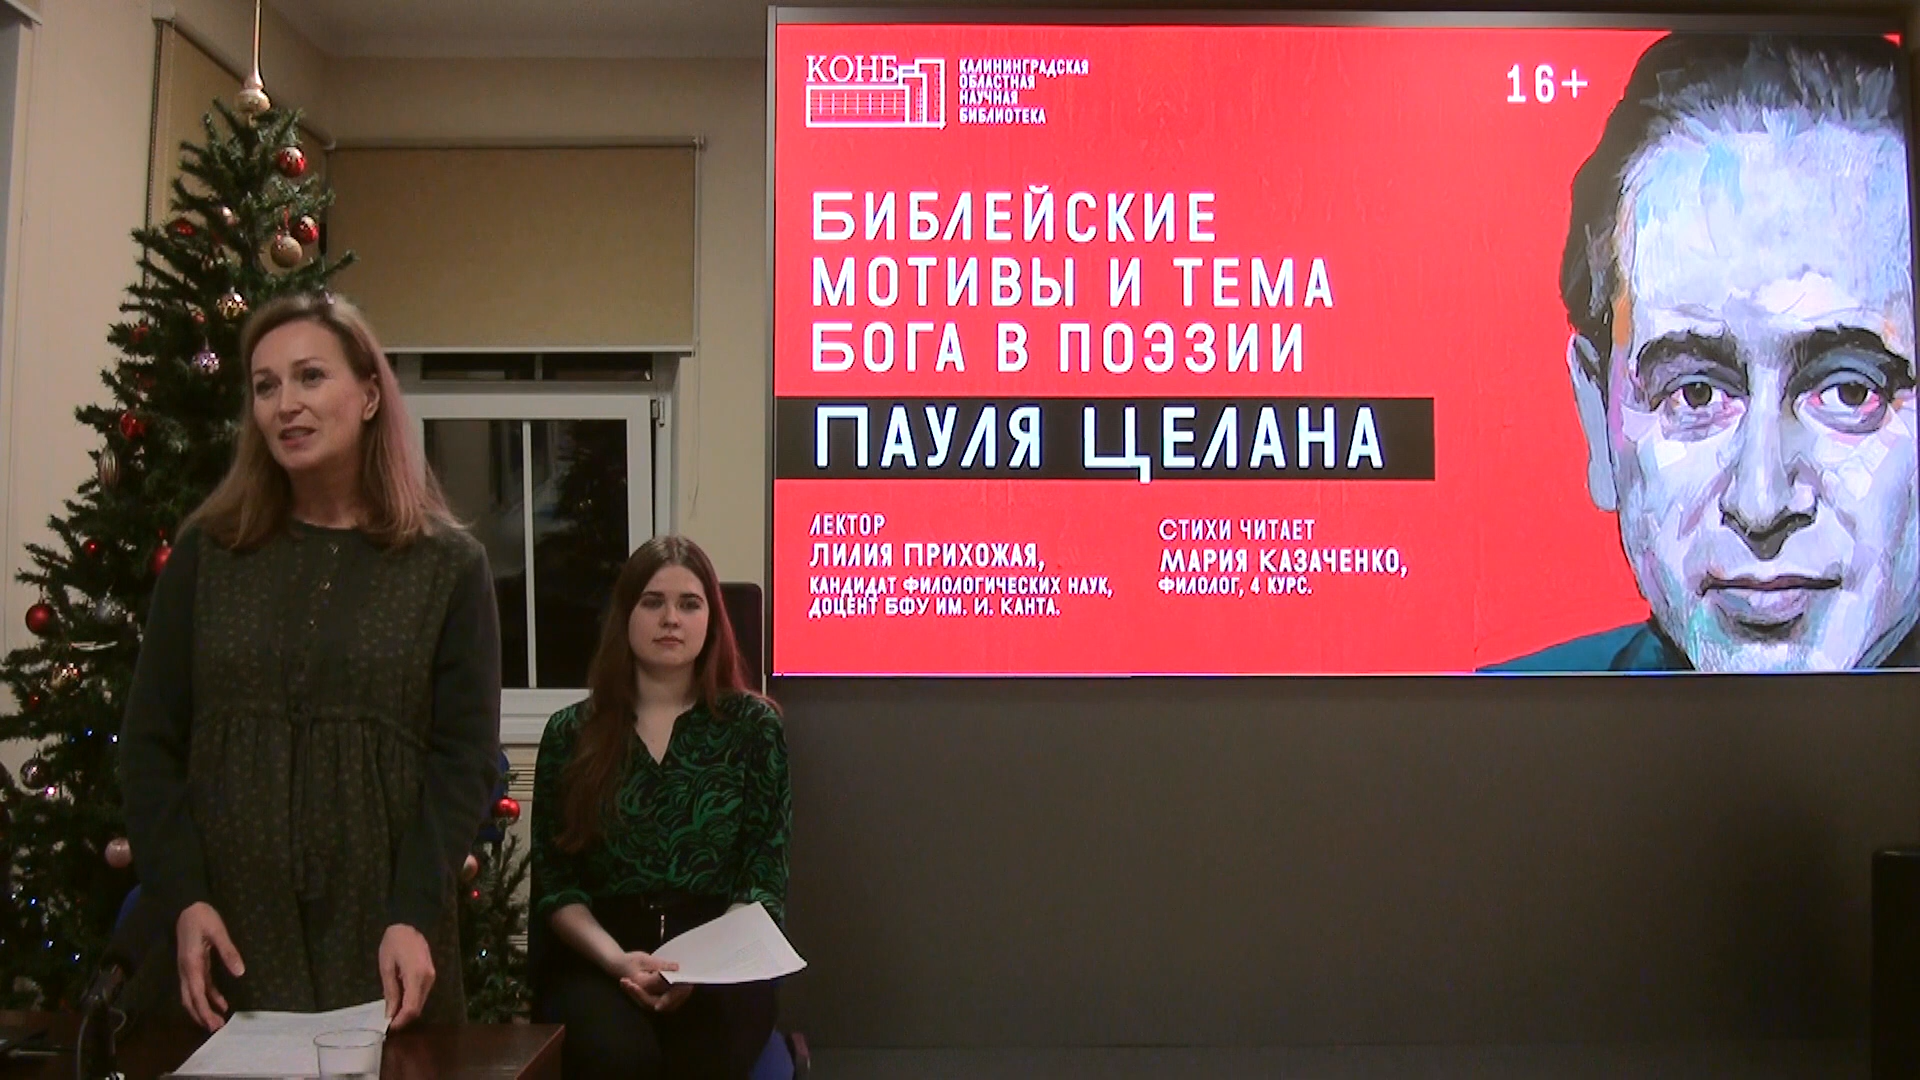 КОНБ
КАЛИНИНГРАДСКАЯ
ОБЛАСТНАЯ
НАУЧНАЯ
БИБЛИОТЕКА
16+
БИБЛЕЙСКИЕ
МОТИВЫ И ТЕМА
БОГА В ПОЭЗИИ
ПАУЛЯ ЦЕЛАНА
ЛЕКТОР
ЛИЛИЯ ПРИХОЖАЯ,
КАНДИДАТ ФИЛОЛОГИЧЕСКИХ НАУК,
ДОЦЕНТ БФУ ИМ. И. КАНТА.
СТИХИ ЧИТАЕТ
МАРИЯ КАЗАЧЕНКО,
ФИЛОЛОГ, 4 КУРС.